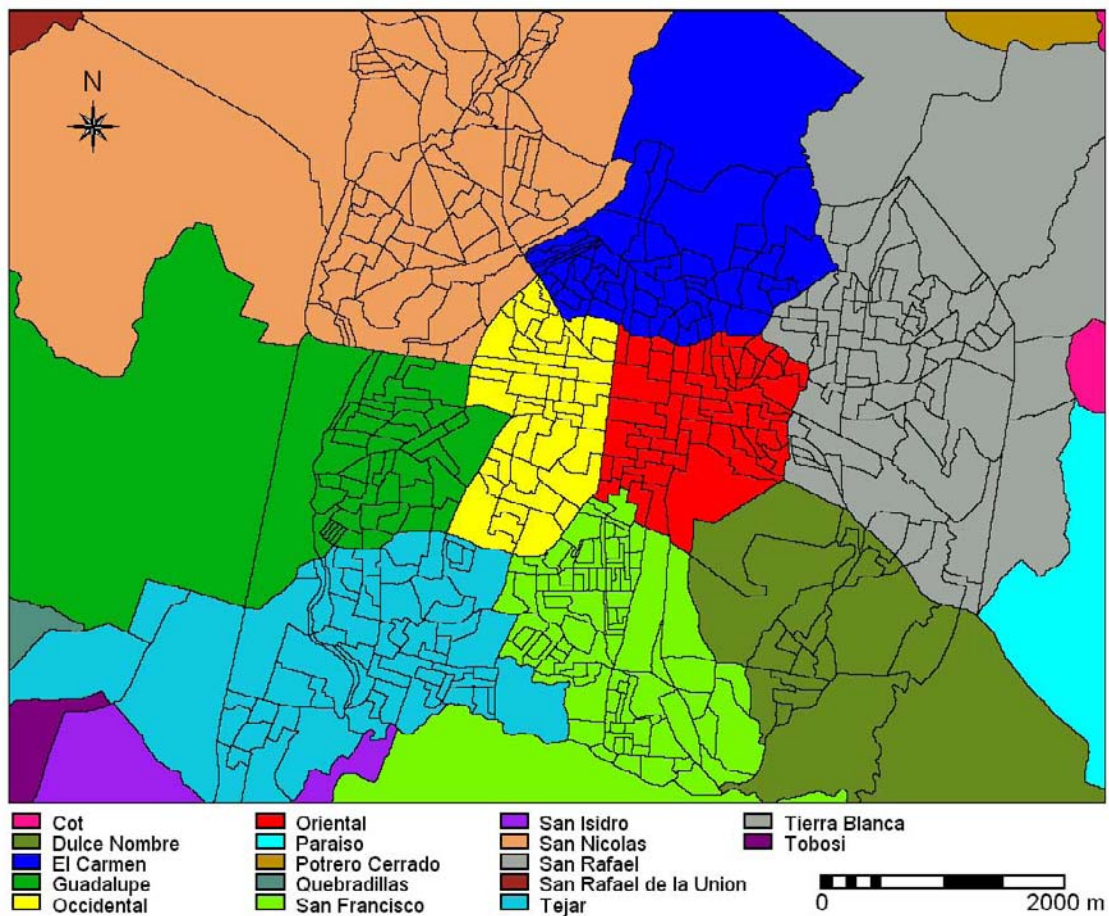 N
Cot
Dulce Nombre
El Carmen
Guadalupe
Occidental
Oriental
Paraiso
Potrero Cerrado
Quebradillas
San Francisco
San Isidro
San Nicolas
San Rafael
San Rafael de la Union
Tejar
Tierra Blanca
Tobosi
0 2000 m